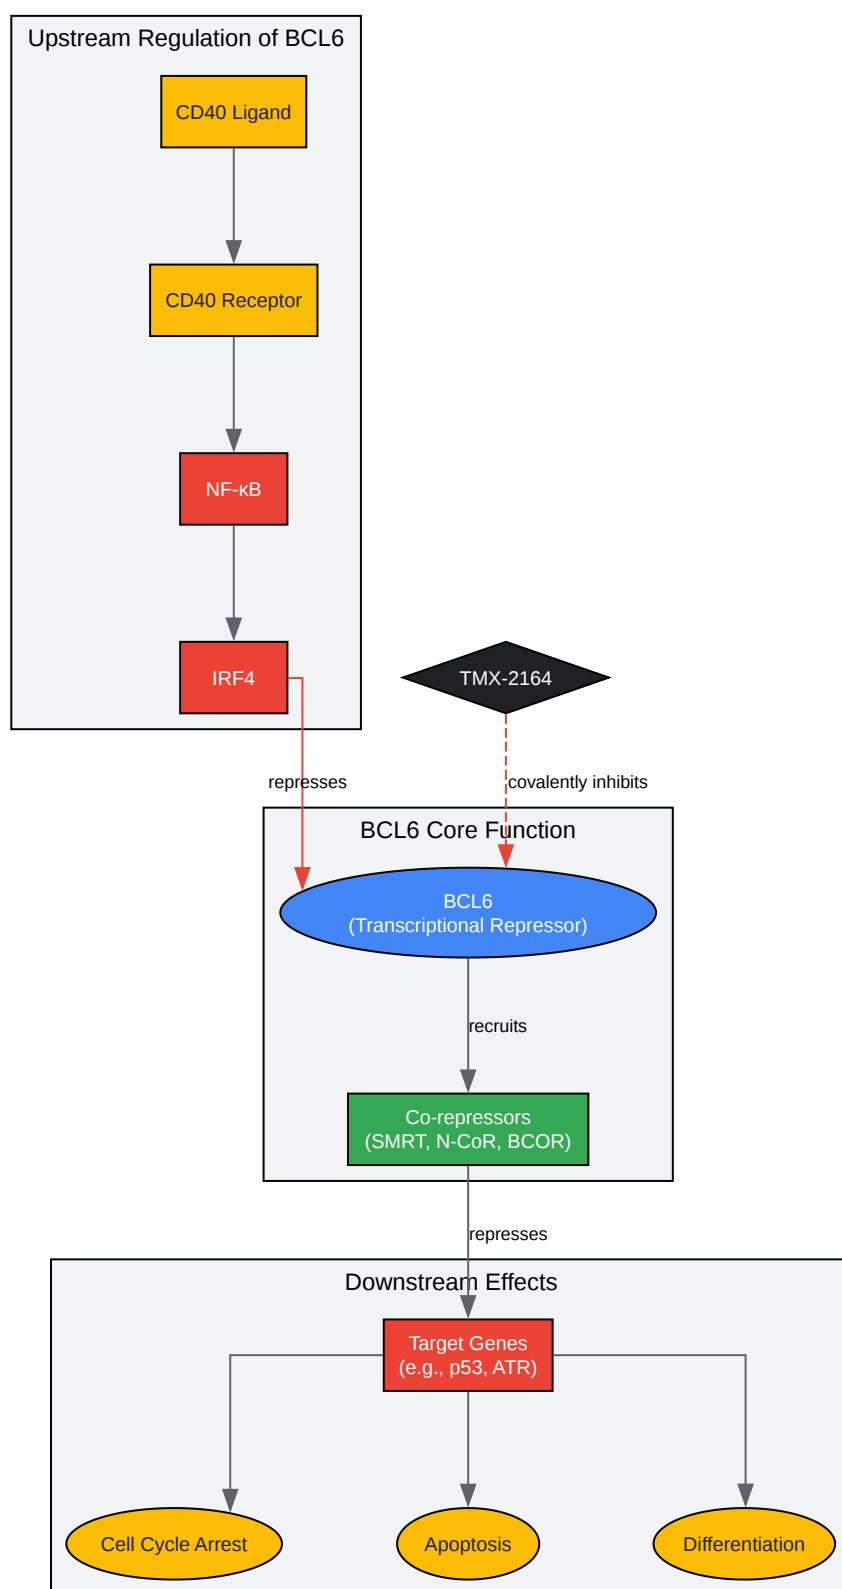 Upstream Regulation of BCL6
CD40 Ligand
CD40 Receptor
NF-κB
IRF4
TMX-2164
represses
covalently inhibits
BCL6 Core Function
BCL6
(Transcriptional Repressor)
recruits
Co-repressors
(SMRT, N-CoR, BCOR)
represses
Downstream Effects
Target Genes
(e.g., p53, ATR)
Cell Cycle Arrest
Apoptosis
Differentiation